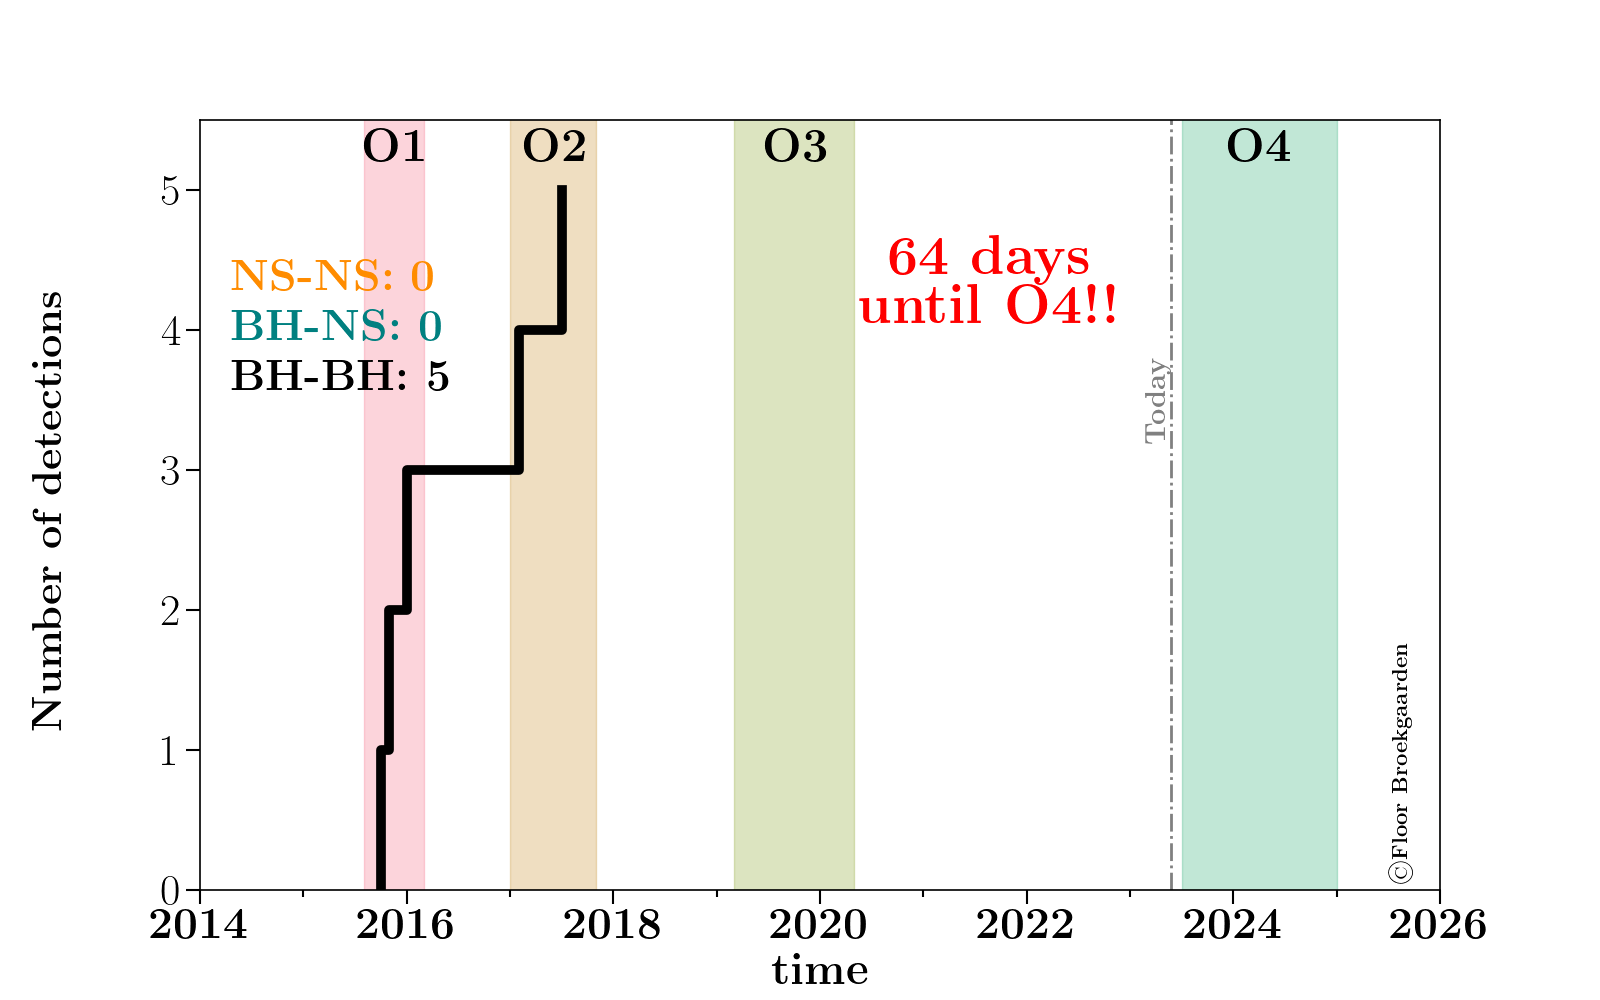 O1
O2
O3
O4
5
4
3
2
1
0
Number of detections
NS-NS: 0
BH-NS: 0
BH-BH: 5
64 days
until O4!!
Today
©Floor Broekgaarden
2014
2016
2018
2020
2022
2024
2026
time